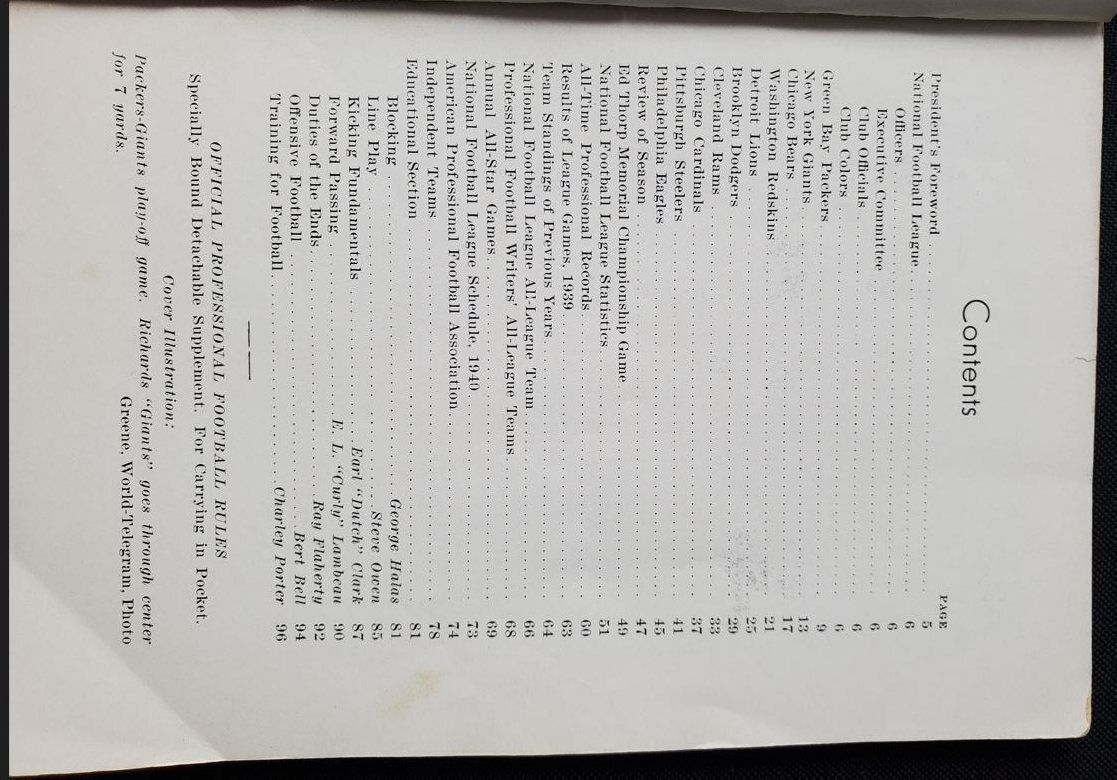 Contents
PAGE
President's Foreword 5
National Football League 6
Officers 6
Executive Committee 6
Club Officials 6
Club Colors 6
Green Bay Packers 9
New York Giants 13
Chicago Bears 17
Washington Redskins 21
Detroit Lions 25
Brooklyn Dodgers 29
Cleveland Rams 33
Chicago Cardinals 37
Pittsburgh Steelers 41
Philadelphia Eagles 45
Review of Season 47
Ed Thorp Memorial Championship Game 49
National Football League Statistics 51
All-Time Professional Records 60
Results of League Games, 1939 63
Team Standings of Previous Years 64
National Football League All-League Team 66
Professional Football Writers' All-League Teams 68
Annual All-Star Games 69
National Football League Schedule, 1940 73
American Professional Football Association 74
Independent Teams 78
Educational Section 81
Blocking George Halas 81
Line Play Steve Owen 85
Kicking Fundamentals Earl "Dutch" Clark 87
Forward Passing E. L. "Curly" Lambeau 90
Duties of the Ends Ray Flaherty 92
Offensive Football Bert Bell 94
Training for Football Charley Porter 96
OFFICIAL PROFESSIONAL FOOTBALL RULES
Specially Bound Detachable Supplement. For Carrying in Pocket.
Cover Illustration:
Packers-Giants play-off game. Richards "Giants" goes through center
for 7 yards. Greene, World-Telegram, Photo